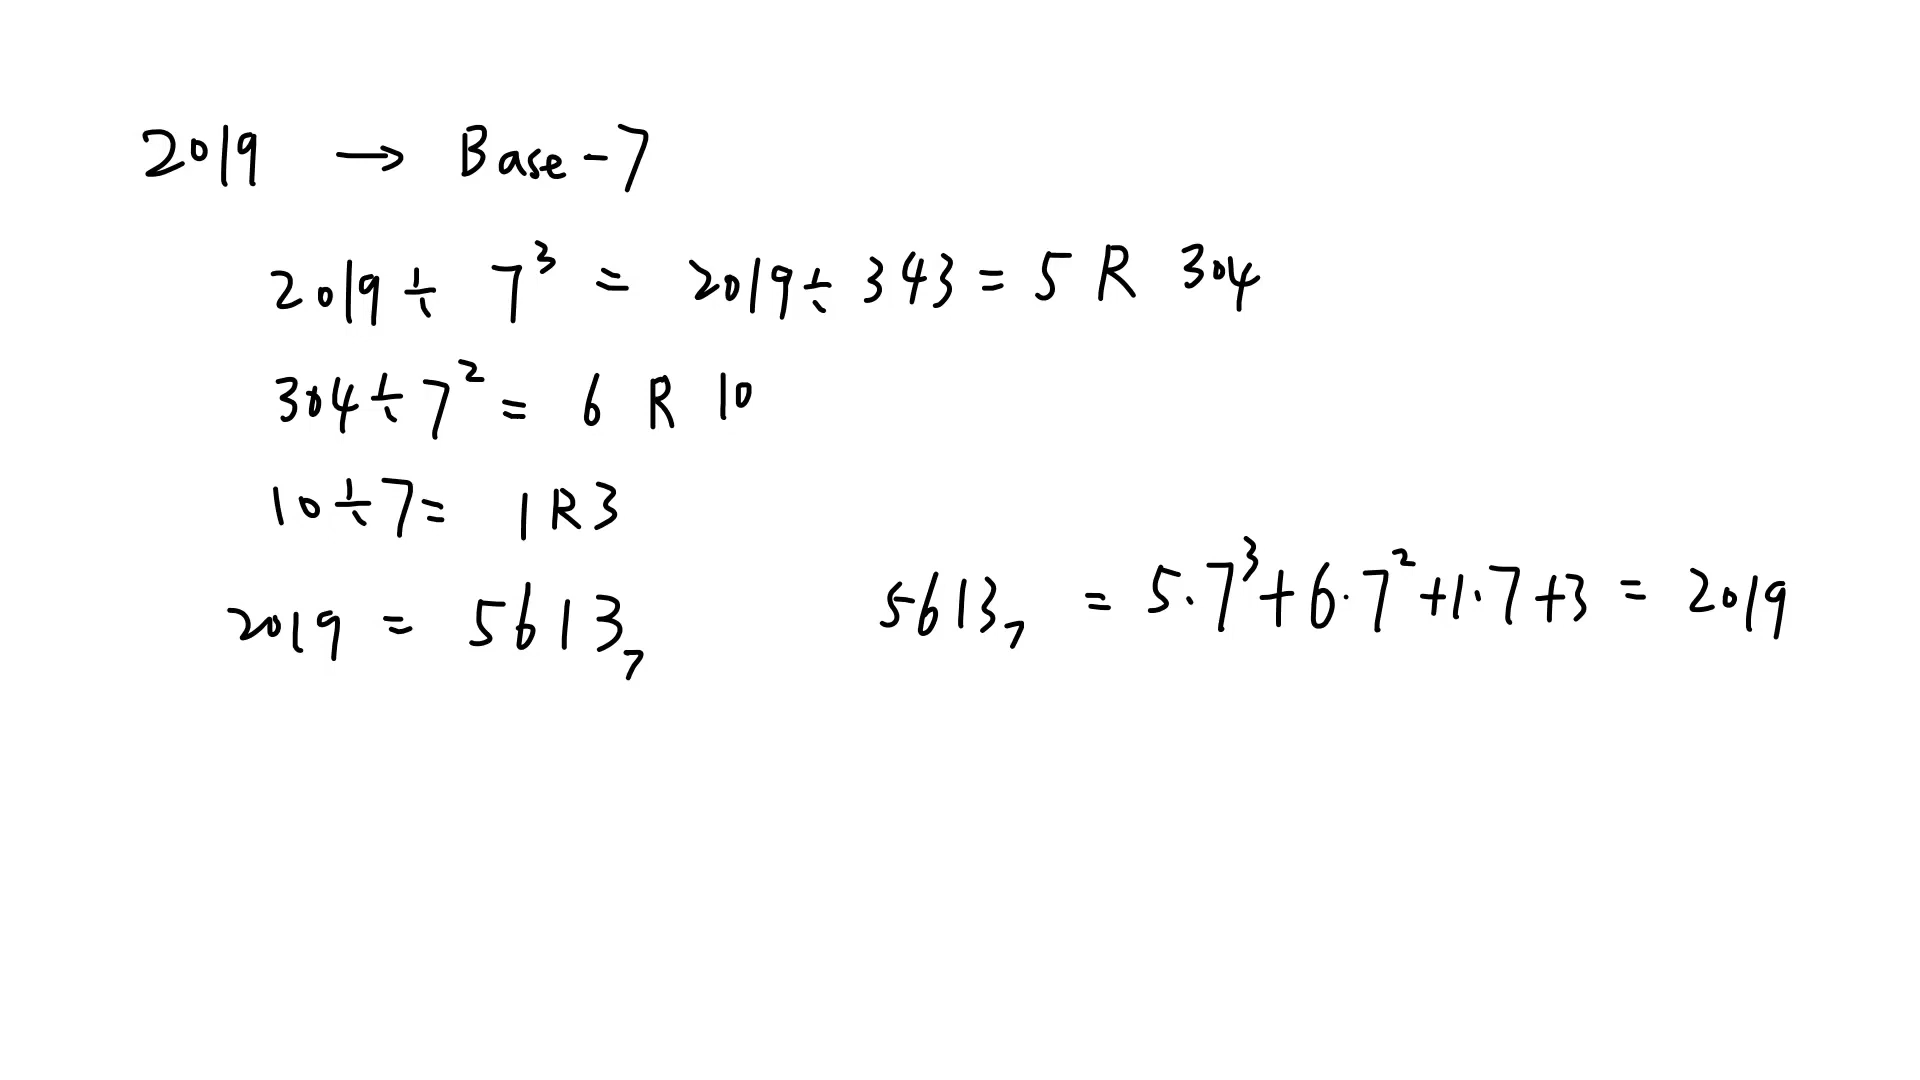 2019 → Base-7
2019 ÷ 7³ = 2019 ÷ 343 = 5 R 304
304 ÷ 7² = 6 R 10
10 ÷ 7 = 1 R 3
2019 = 5613₇
5613₇ = 5·7³+6·7²+1·7+3 = 2019